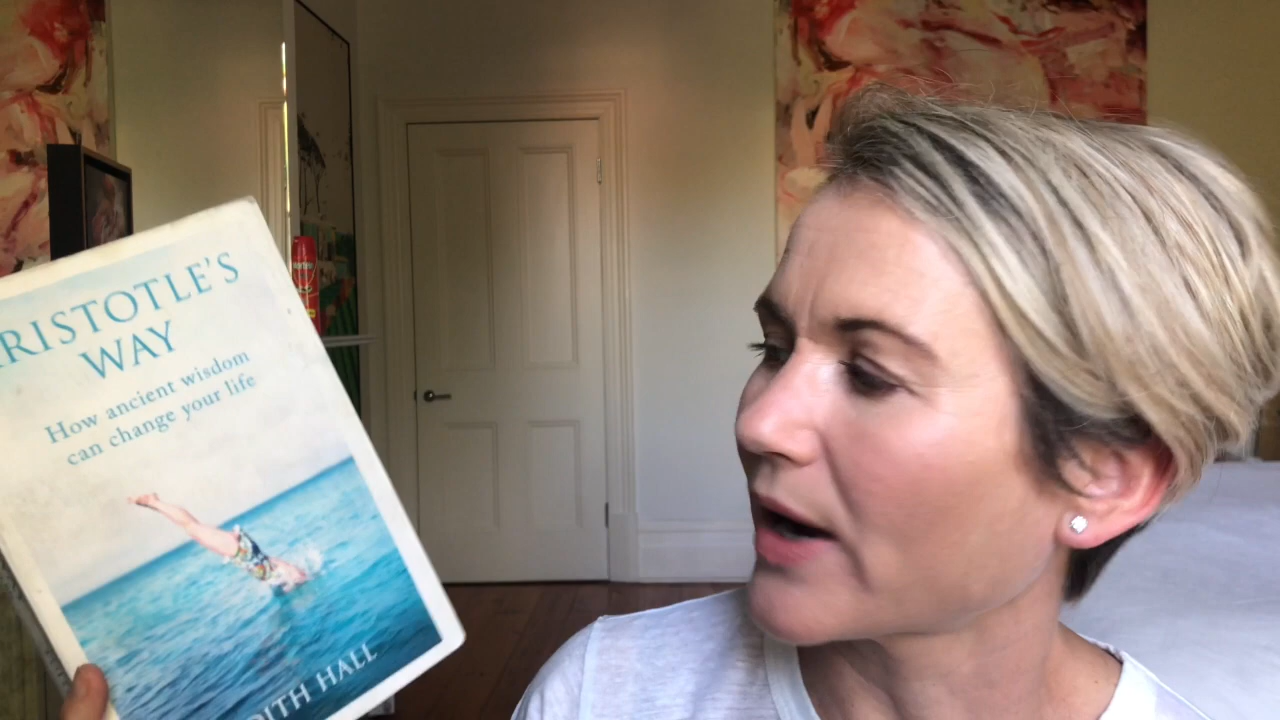 RISTOTLE'S
WAY
How ancient wisdom
can change your life
DITH HALL